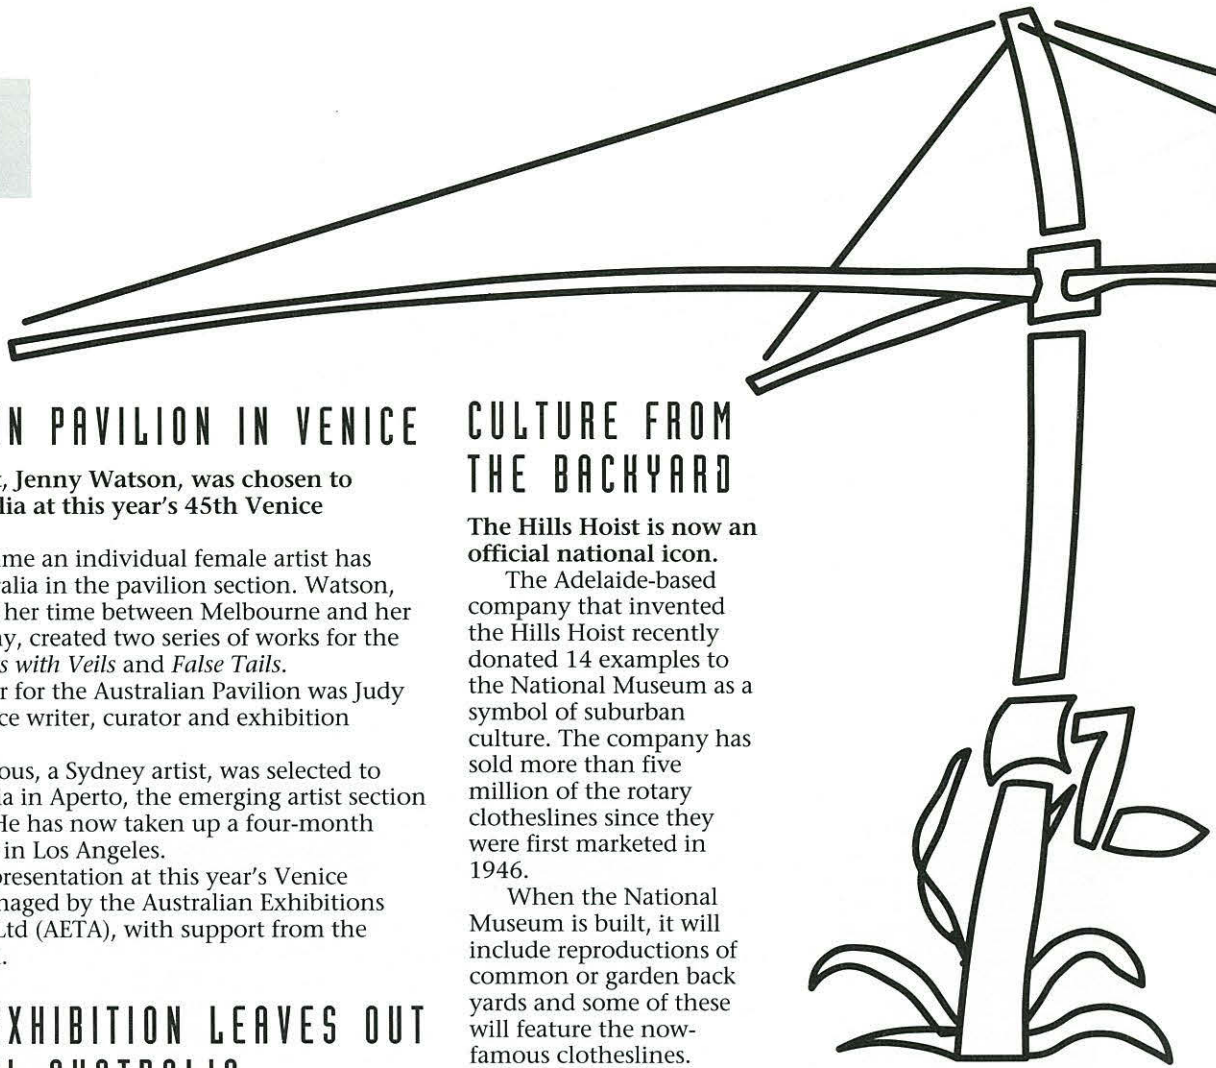 N PAVILION IN VENICE
, Jenny Watson, was chosen to
lia at this year's 45th Venice
me an individual female artist has
ralia in the pavilion section. Watson,
her time between Melbourne and her
y, created two series of works for the
s with Veils and False Tails.
r for the Australian Pavilion was Judy
ce writer, curator and exhibition
ous, a Sydney artist, was selected to
ia in Aperto, the emerging artist section
He has now taken up a four-month
in Los Angeles.
presentation at this year's Venice
naged by the Australian Exhibitions
Ltd (AETA), with support from the
XHIBITION LEAVES OUT
AUSTRALIA
CULTURE FROM
THE BACKYARD
The Hills Hoist is now an
official national icon.
The Adelaide-based
company that invented
the Hills Hoist recently
donated 14 examples to
the National Museum as a
symbol of suburban
culture. The company has
sold more than five
million of the rotary
clotheslines since they
were first marketed in
1946.
When the National
Museum is built, it will
include reproductions of
common or garden back
yards and some of these
will feature the now-
famous clotheslines.